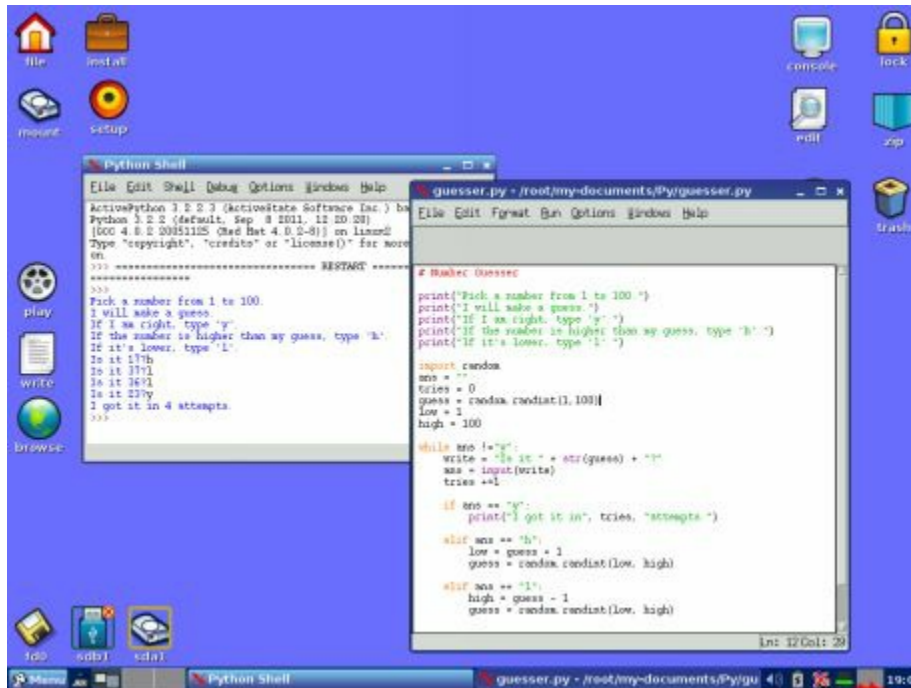 file
install
console
lock
mount
setup
edit
zip
trash
play
write
browse
Python Shell
File Edit Shell Debug Options Windows Help
ActivePython 3.2.2.3 (ActiveState Software Inc.) ba
Python 3.2.2 (default, Sep 8 2011, 12:20:28)
[GCC 4.0.2 20051125 (Red Hat 4.0.2-8)] on linux2
Type "copyright", "credits" or "license()" for more
on.
>>> ================================ RESTART ======
================
>>>
Pick a number from 1 to 100.
I will make a guess.
If I am right, type 'y'.
If the number is higher than my guess, type 'h'.
If it's lower, type 'l'.
Is it 17?h
Is it 37?l
Is it 36?l
Is it 23?y
I got it in 4 attempts.
>>>
guesser.py - /root/my-documents/Py/guesser.py
File Edit Format Run Options Windows Help
# Number Guesser
print("Pick a number from 1 to 100.")
print("I will make a guess.")
print("If I am right, type 'y'.")
print("If the number is higher than my guess, type 'h'.")
print("If it's lower, type 'l'.")
import random
ans = ""
tries = 0
guess = random.randint(1,100)
low = 1
high = 100
while ans !="y":
write = "Is it " + str(guess) + "?"
ans = input(write)
tries +=1
if ans == "y":
print("I got it in", tries, "attempts.")
elif ans == "h":
low = guess + 1
guess = random.randint(low, high)
elif ans == "l":
high = guess - 1
guess = random.randint(low, high)
Ln: 12 Col: 29
fd0
sdb1
sda1
Menu
Python Shell
guesser.py - /root/my-documents/Py/gu